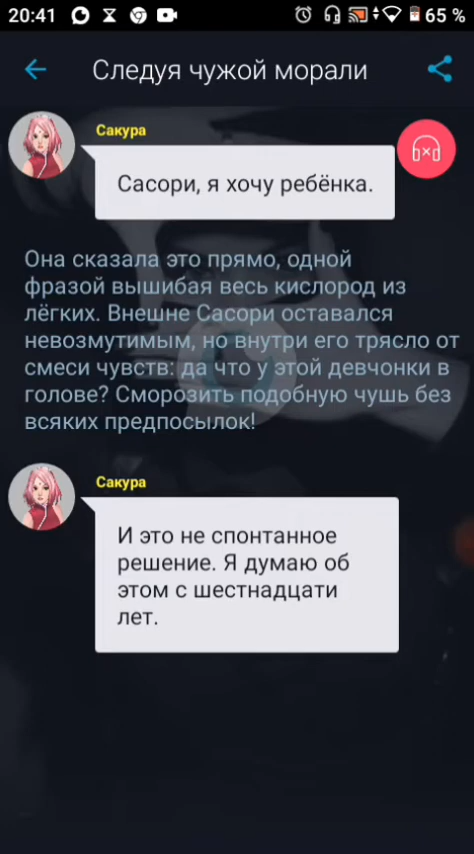 20:41
65 %
Следуя чужой морали
Сакура
Сасори, я хочу ребёнка.
Она сказала это прямо, одной
фразой вышибая весь кислород из
лёгких. Внешне Сасори оставался
невозмутимым, но внутри его трясло от
смеси чувств: да что у этой девчонки в
голове? Сморозить подобную чушь без
всяких предпосылок!
Сакура
И это не спонтанное
решение. Я думаю об
этом с шестнадцати
лет.